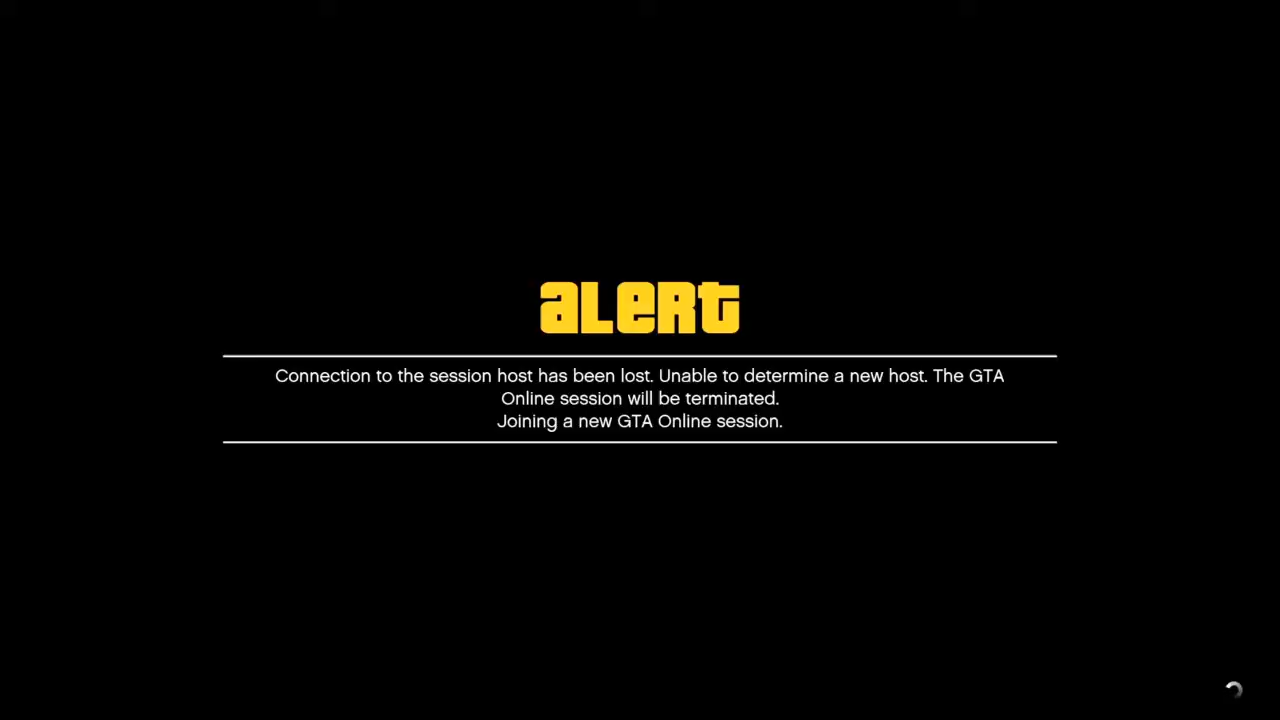 aLeRt
Connection to the session host has been lost. Unable to determine a new host. The GTA
Online session will be terminated.
Joining a new GTA Online session.